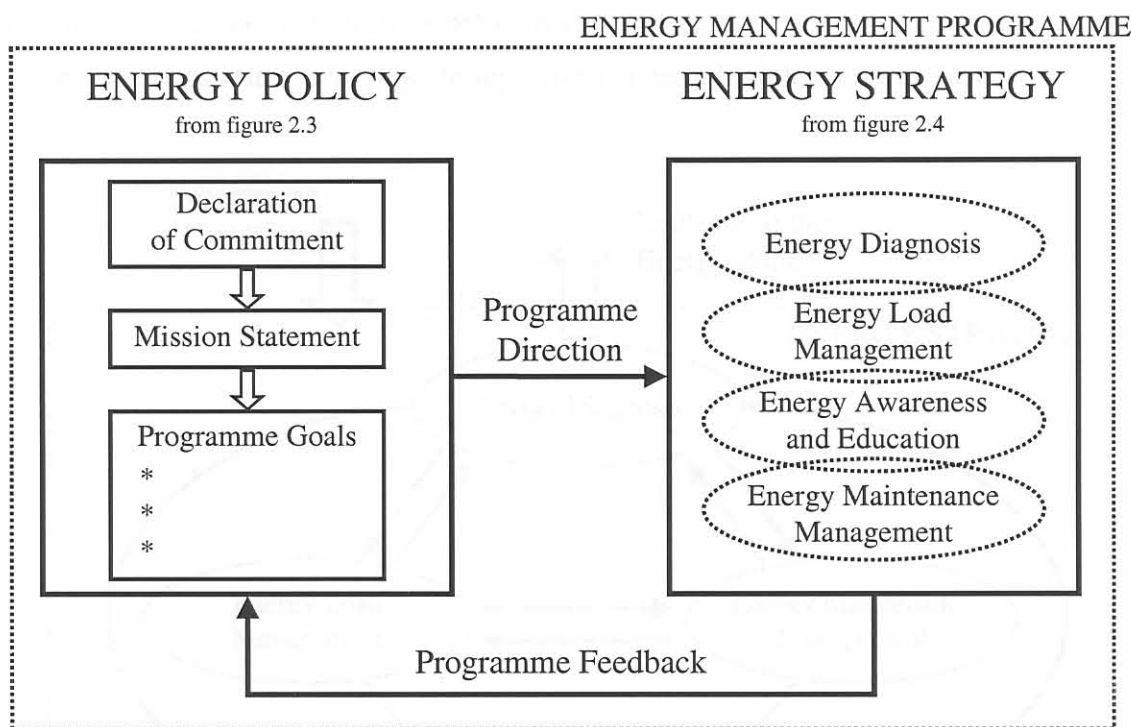 ENERGY MANAGEMENT PROGRAMME
ENERGY POLICY
from figure 2.3
Declaration
of Commitment
Mission Statement
Programme Goals
*
*
*
Programme
Direction
ENERGY STRATEGY
from figure 2.4
Energy Diagnosis
Energy Load
Management
Energy Awareness
and Education
Energy Maintenance
Management
Programme Feedback